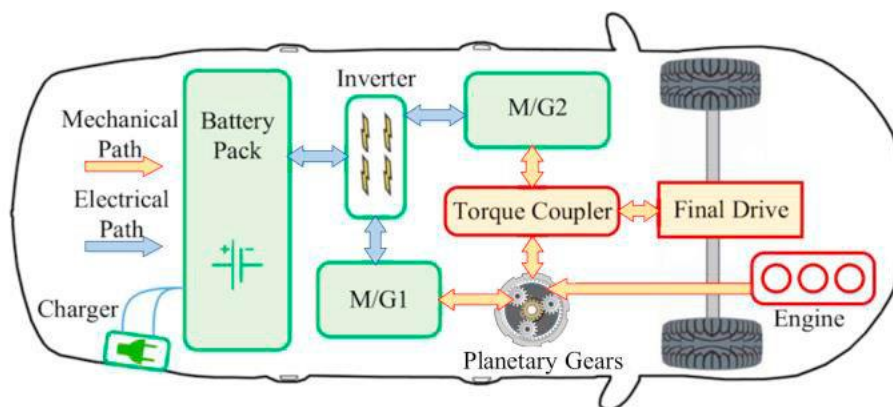 Mechanical
Path
Electrical
Path
Charger
Battery
Pack
+ -
Inverter
M/G2
M/G1
Torque Coupler
Final Drive
Planetary Gears
Engine